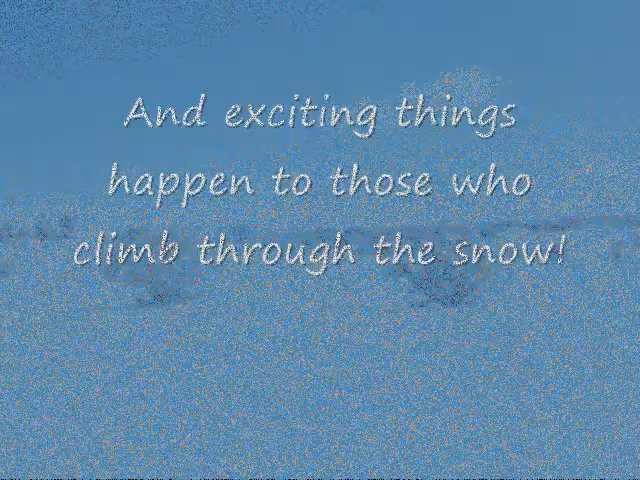 And exciting things
happen to those who
climb through the snow!